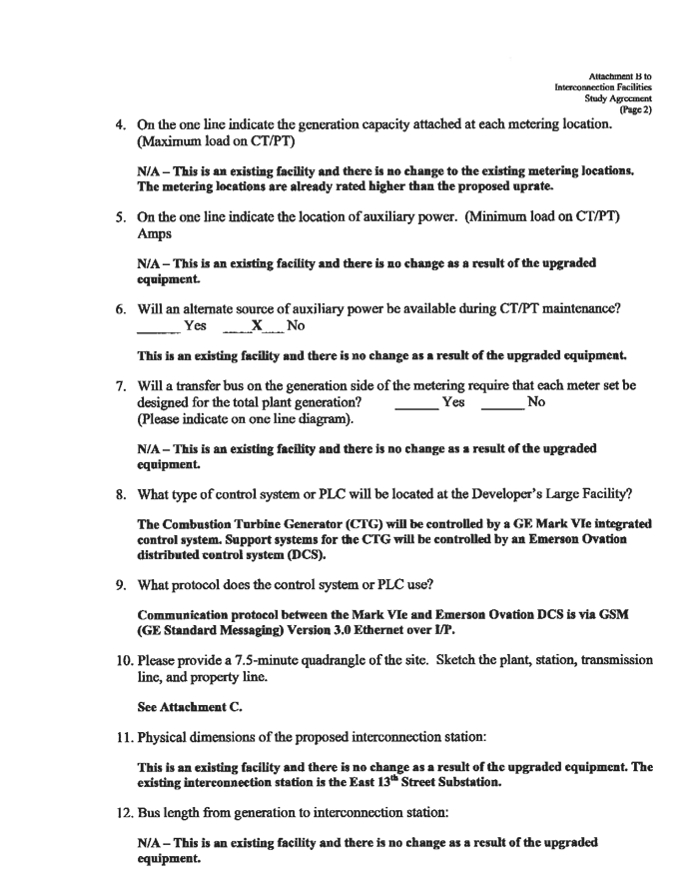 Attachment B to
Interconnection Facilities
Study Agreement
(Page 2)
4. On the one line indicate the generation capacity attached at each metering location.
(Maximum load on CT/PT)
N/A – This is an existing facility and there is no change to the existing metering locations.
The metering locations are already rated higher than the proposed uprate.
5. On the one line indicate the location of auxiliary power. (Minimum load on CT/PT)
Amps
N/A – This is an existing facility and there is no change as a result of the upgraded
equipment.
6. Will an alternate source of auxiliary power be available during CT/PT maintenance?
______ Yes ____X___ No
This is an existing facility and there is no change as a result of the upgraded equipment.
7. Will a transfer bus on the generation side of the metering require that each meter set be
designed for the total plant generation? ______ Yes ______ No
(Please indicate on one line diagram).
N/A – This is an existing facility and there is no change as a result of the upgraded
equipment.
8. What type of control system or PLC will be located at the Developer's Large Facility?
The Combustion Turbine Generator (CTG) will be controlled by a GE Mark VIe integrated
control system. Support systems for the CTG will be controlled by an Emerson Ovation
distributed control system (DCS).
9. What protocol does the control system or PLC use?
Communication protocol between the Mark VIe and Emerson Ovation DCS is via GSM
(GE Standard Messaging) Version 3.0 Ethernet over I/P.
10. Please provide a 7.5-minute quadrangle of the site. Sketch the plant, station, transmission
line, and property line.
See Attachment C.
11. Physical dimensions of the proposed interconnection station:
This is an existing facility and there is no change as a result of the upgraded equipment. The
existing interconnection station is the East 13th Street Substation.
12. Bus length from generation to interconnection station:
N/A – This is an existing facility and there is no change as a result of the upgraded
equipment.